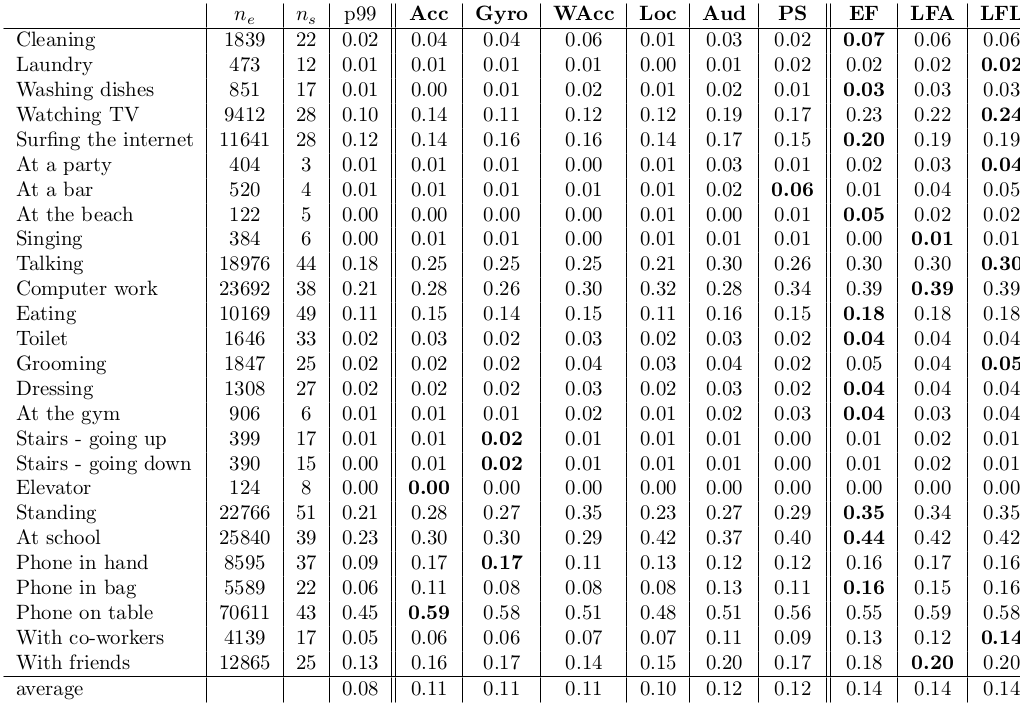 n_e n_s p99 Acc Gyro WAcc Loc Aud PS EF LFA LFL
Cleaning 1839 22 0.02 0.04 0.04 0.06 0.01 0.03 0.02 0.07 0.06 0.06
Laundry 473 12 0.01 0.01 0.01 0.01 0.00 0.01 0.02 0.02 0.02 0.02
Washing dishes 851 17 0.01 0.00 0.01 0.02 0.01 0.02 0.01 0.03 0.03 0.03
Watching TV 9412 28 0.10 0.14 0.11 0.12 0.12 0.19 0.17 0.23 0.22 0.24
Surfing the internet 11641 28 0.12 0.14 0.16 0.16 0.14 0.17 0.15 0.20 0.19 0.19
At a party 404 3 0.01 0.01 0.01 0.00 0.01 0.03 0.01 0.02 0.03 0.04
At a bar 520 4 0.01 0.01 0.01 0.01 0.01 0.02 0.06 0.01 0.04 0.05
At the beach 122 5 0.00 0.00 0.00 0.00 0.01 0.00 0.01 0.05 0.02 0.02
Singing 384 6 0.00 0.01 0.01 0.00 0.01 0.01 0.01 0.00 0.01 0.01
Talking 18976 44 0.18 0.25 0.25 0.25 0.21 0.30 0.26 0.30 0.30 0.30
Computer work 23692 38 0.21 0.28 0.26 0.30 0.32 0.28 0.34 0.39 0.39 0.39
Eating 10169 49 0.11 0.15 0.14 0.15 0.11 0.16 0.15 0.18 0.18 0.18
Toilet 1646 33 0.02 0.03 0.02 0.03 0.02 0.03 0.02 0.04 0.04 0.04
Grooming 1847 25 0.02 0.02 0.02 0.04 0.03 0.04 0.02 0.05 0.04 0.05
Dressing 1308 27 0.02 0.02 0.02 0.03 0.02 0.03 0.02 0.04 0.04 0.04
At the gym 906 6 0.01 0.01 0.01 0.02 0.01 0.02 0.03 0.04 0.03 0.04
Stairs - going up 399 17 0.01 0.01 0.02 0.01 0.01 0.01 0.00 0.01 0.02 0.01
Stairs - going down 390 15 0.00 0.01 0.02 0.01 0.01 0.01 0.00 0.01 0.02 0.01
Elevator 124 8 0.00 0.00 0.00 0.00 0.00 0.00 0.00 0.00 0.00 0.00
Standing 22766 51 0.21 0.28 0.27 0.35 0.23 0.27 0.29 0.35 0.34 0.35
At school 25840 39 0.23 0.30 0.30 0.29 0.42 0.37 0.40 0.44 0.42 0.42
Phone in hand 8595 37 0.09 0.17 0.17 0.11 0.13 0.12 0.12 0.16 0.17 0.16
Phone in bag 5589 22 0.06 0.11 0.08 0.08 0.08 0.13 0.11 0.16 0.15 0.16
Phone on table 70611 43 0.45 0.59 0.58 0.51 0.48 0.51 0.56 0.55 0.59 0.58
With co-workers 4139 17 0.05 0.06 0.06 0.07 0.07 0.11 0.09 0.13 0.12 0.14
With friends 12865 25 0.13 0.16 0.17 0.14 0.15 0.20 0.17 0.18 0.20 0.20
average 0.08 0.11 0.11 0.11 0.10 0.12 0.12 0.14 0.14 0.14